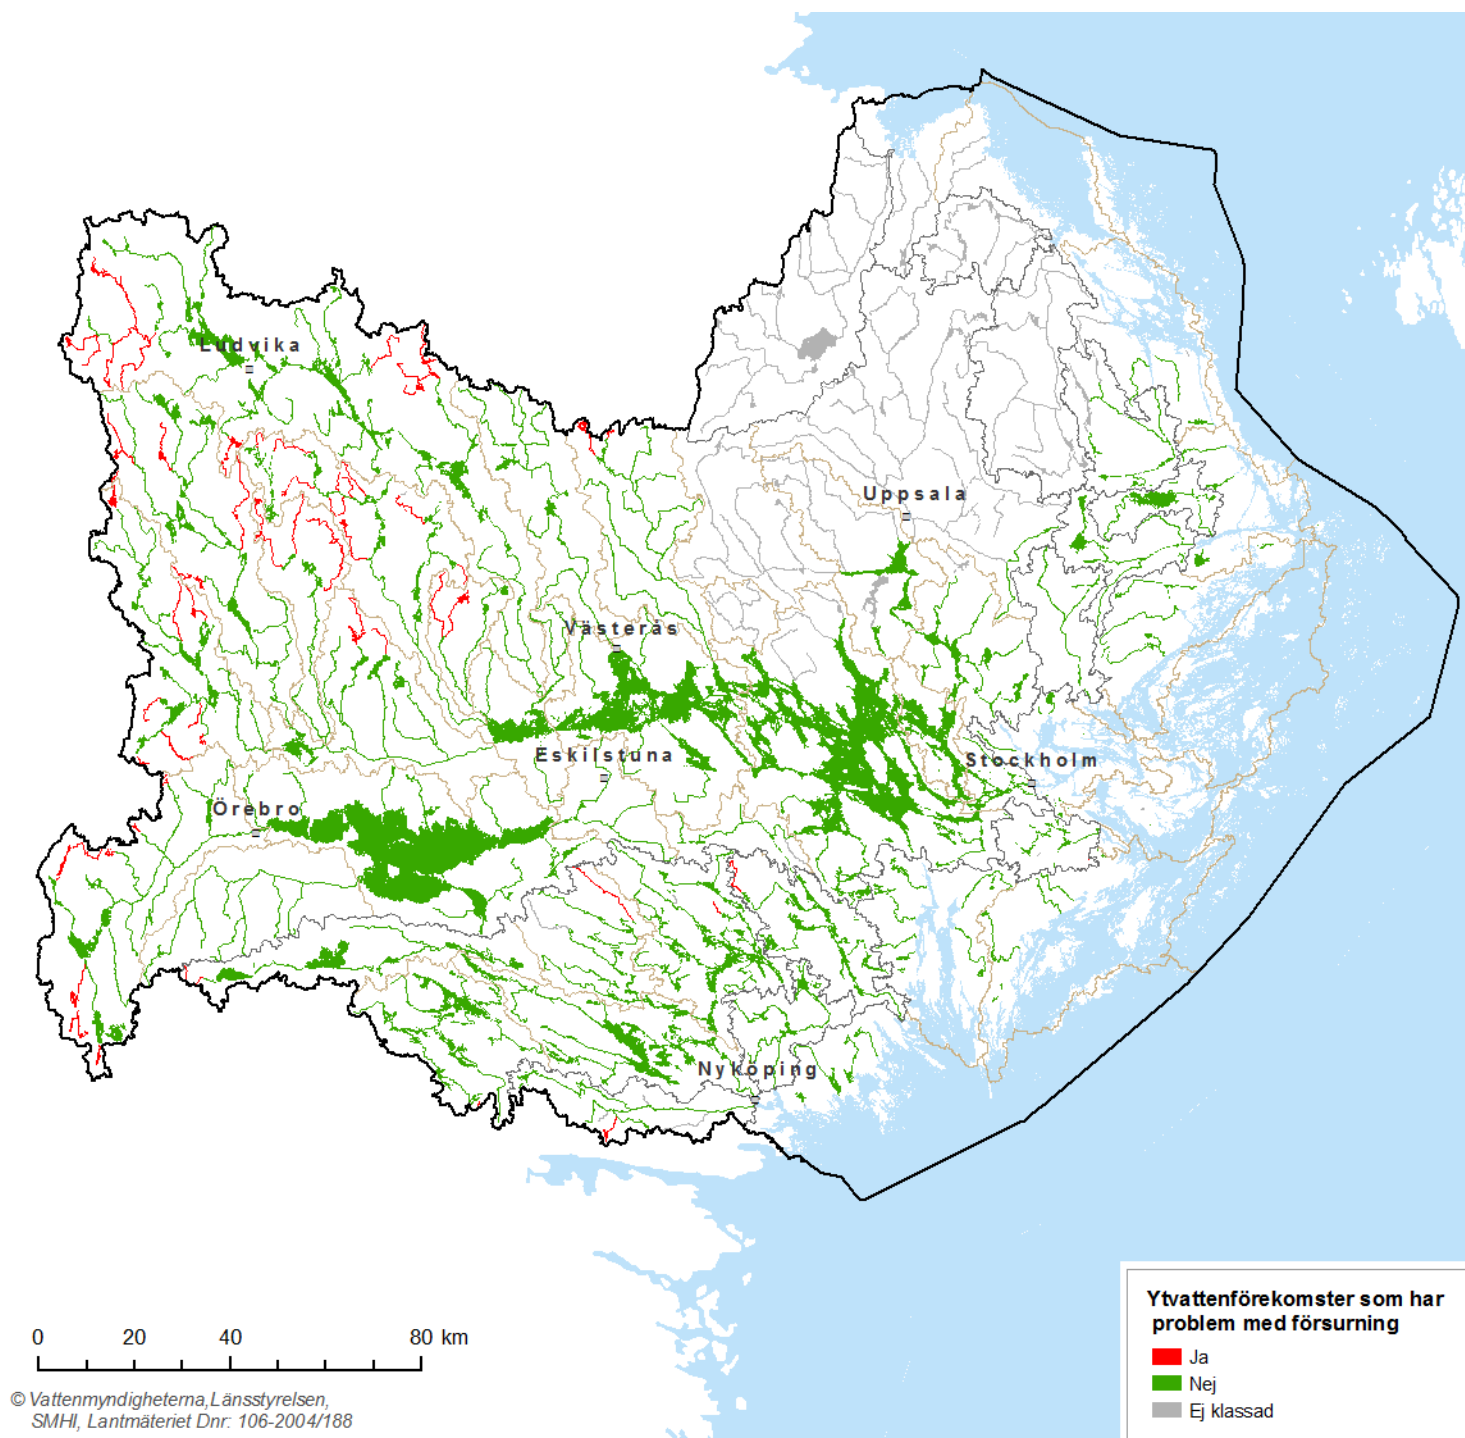 Ludvika
Uppsala
Västerås
Eskilstuna
Stockholm
Örebro
Nyköping
Ytvattenförekomster som har
problem med försurning
Ja
Nej
Ej klassad
0 20 40 80 km
© Vattenmyndigheterna,Länsstyrelsen,
SMHI, Lantmäteriet Dnr: 106-2004/188